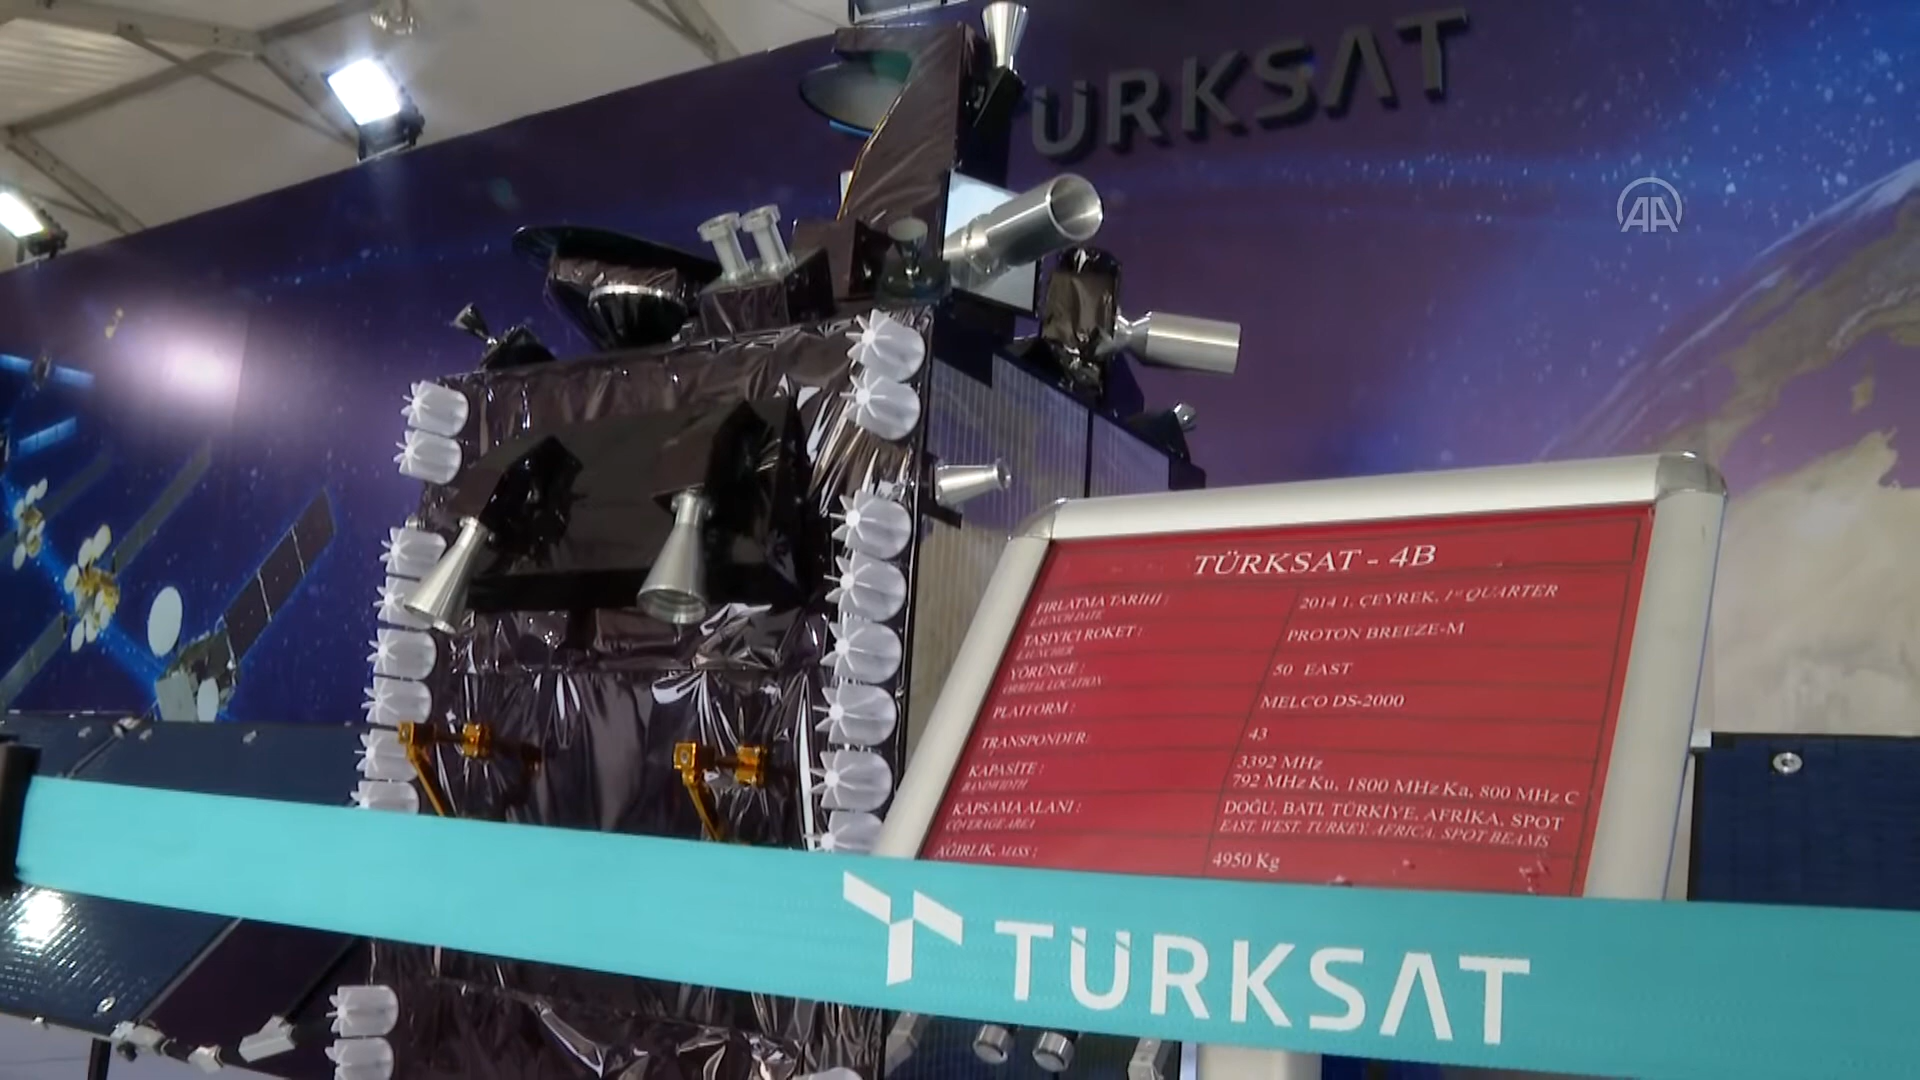 TÜRKSAT
AA
TÜRKSAT - 4B
FIRLATMA TARİHİ : 2014 1. ÇEYREK, 1st QUARTER
LAUNCH DATE
TAŞIYICI ROKET : PROTON BREEZE-M
LAUNCHER
YÖRÜNGE : 50 EAST
ORBITAL LOCATION
PLATFORM : MELCO DS-2000
TRANSPONDER: 43
KAPASİTE : 3392 MHz
BANDWIDTH 792 MHz Ku, 1800 MHz Ka, 800 MHz C
KAPSAMA ALANI : DOĞU, BATI, TÜRKİYE, AFRİKA, SPOT
COVERAGE AREA EAST, WEST, TURKEY, AFRICA, SPOT BEAMS
AĞIRLIK, MASS : 4950 Kg
TÜRKSAT